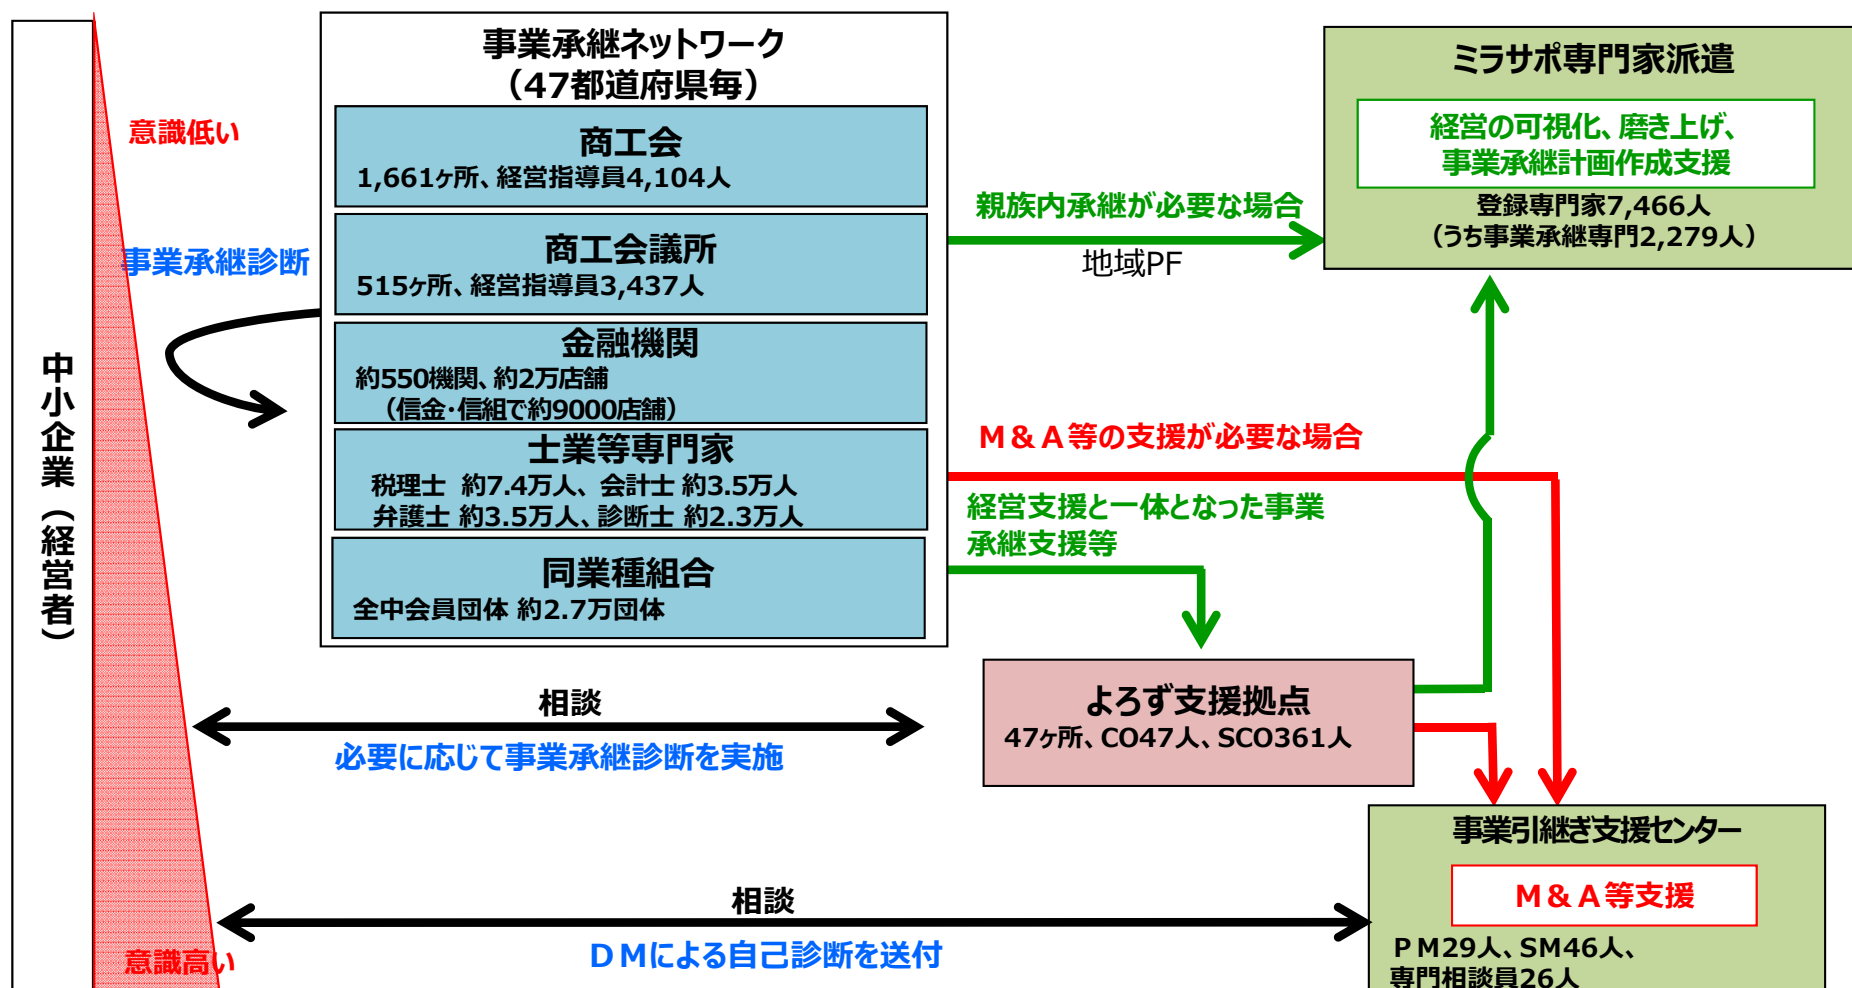 中小企業（経営者）
意識低い
事業承継診断
意識高い
事業承継ネットワーク
（47都道府県毎）
商工会
1,661ヶ所、経営指導員4,104人
商工会議所
515ヶ所、経営指導員3,437人
金融機関
約550機関、約2万店舗
（信金・信組で約9000店舗）
士業等専門家
税理士 約7.4万人、会計士 約3.5万人
弁護士 約3.5万人、診断士 約2.3万人
同業種組合
全中会員団体 約2.7万団体
親族内承継が必要な場合
地域PF
ミラサポ専門家派遣
経営の可視化、磨き上げ、
事業承継計画作成支援
登録専門家7,466人
（うち事業承継専門2,279人）
Ｍ＆Ａ等の支援が必要な場合
経営支援と一体となった事業
承継支援等
よろず支援拠点
47ヶ所、CO47人、SCO361人
相談
必要に応じて事業承継診断を実施
相談
ＤＭによる自己診断を送付
事業引継ぎ支援センター
Ｍ＆Ａ等支援
ＰＭ29人、SM46人、
専門相談員26人